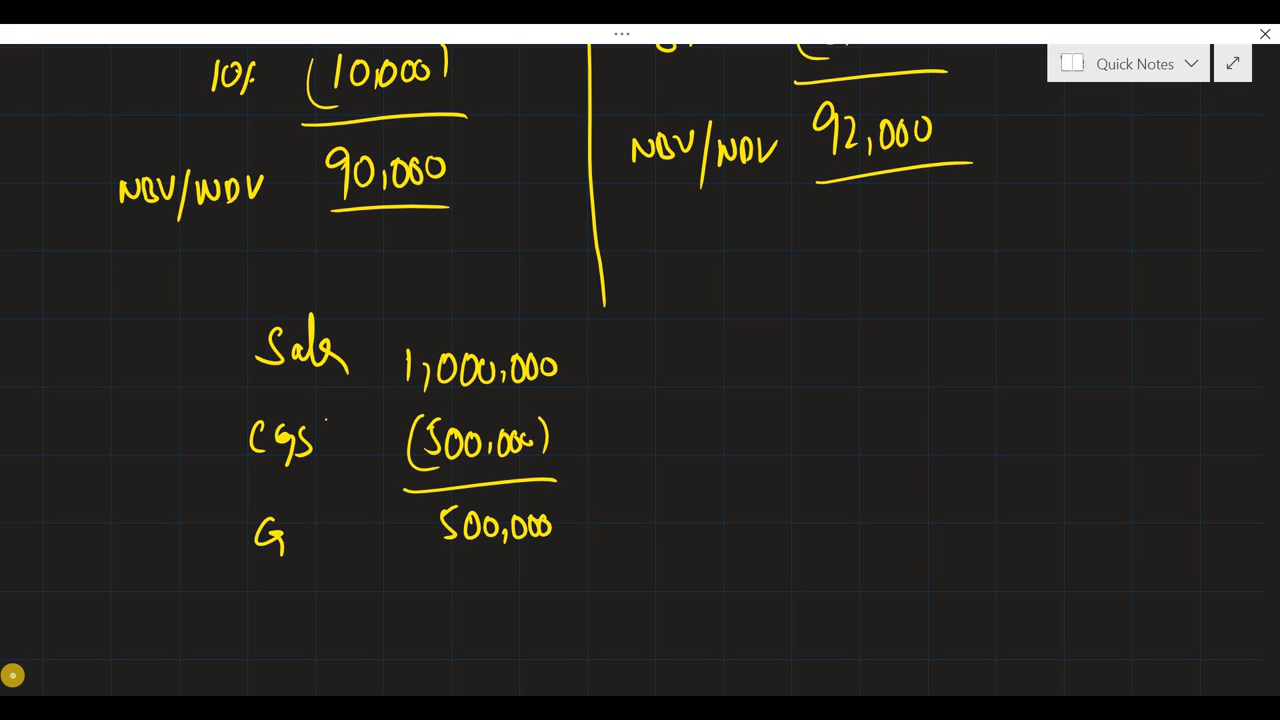 Quick Notes
10% (10,000)
NBV/WDV 90,000
NBV/WDV 92,000
Sales 1,000,000
CGS (500,000)
G 500,000